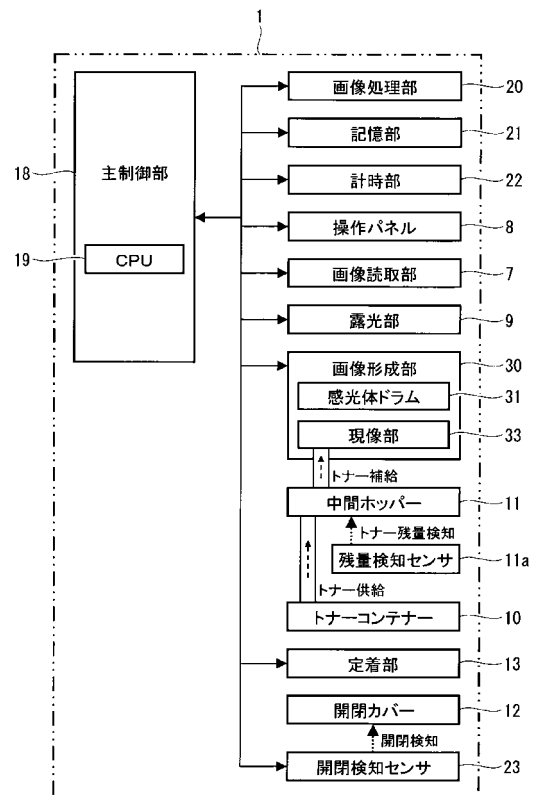 1
画像処理部
20
記憶部
21
18
主制御部
計時部
22
操作パネル
8
19
CPU
画像読取部
7
露光部
9
画像形成部
30
感光体ドラム
31
現像部
33
トナー補給
中間ホッパー
11
トナー残量検知
残量検知センサ
11a
トナー供給
トナーコンテナー
10
定着部
13
開閉カバー
12
開閉検知
開閉検知センサ
23